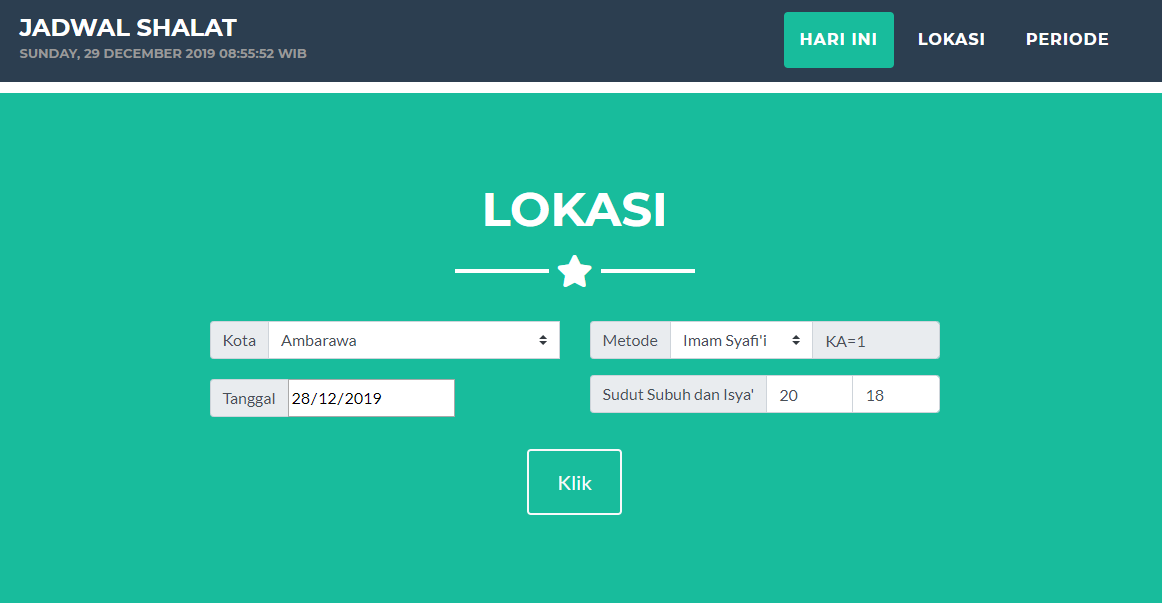 JADWAL SHALAT
SUNDAY, 29 DECEMBER 2019 08:55:52 WIB
HARI INI
LOKASI
PERIODE
LOKASI
Kota Ambarawa
Metode Imam Syafi'i KA=1
Tanggal 28/12/2019
Sudut Subuh dan Isya' 20 18
Klik